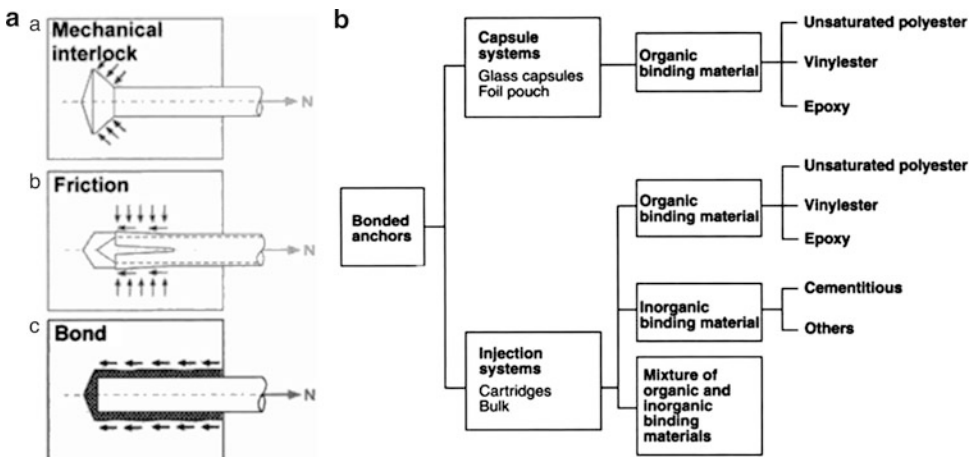 a
a
Mechanical
interlock
N
b
Friction
N
c
Bond
N
b
Bonded
anchors
Capsule
systems
Glass capsules
Foil pouch
Organic
binding material
Unsaturated polyester
Vinylester
Epoxy
Injection
systems
Cartridges
Bulk
Organic
binding material
Unsaturated polyester
Vinylester
Epoxy
Inorganic
binding material
Cementitious
Others
Mixture of
organic and
inorganic
binding
materials